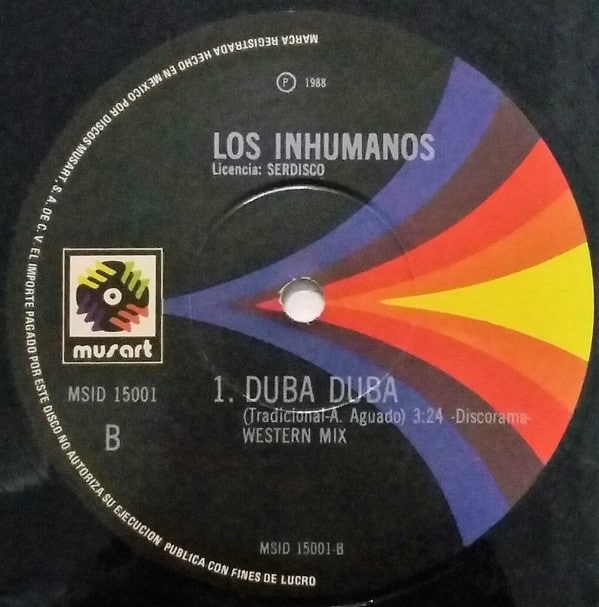 MARCA REGISTRADA HECHO EN MEXICO POR DISCOS MUSART, S. A. DE C. V. EL IMPORTE PAGADO POR ESTE DISCO NO AUTORIZA SU EJECUCION PUBLICA CON FINES DE LUCRO
Ⓟ 1988
LOS INHUMANOS
Licencia: SERDISCO
musart
MSID 15001
B
1. DUBA DUBA
(Tradicional-A. Aguado) 3:24 -Discorama-
WESTERN MIX
MSID 15001-B